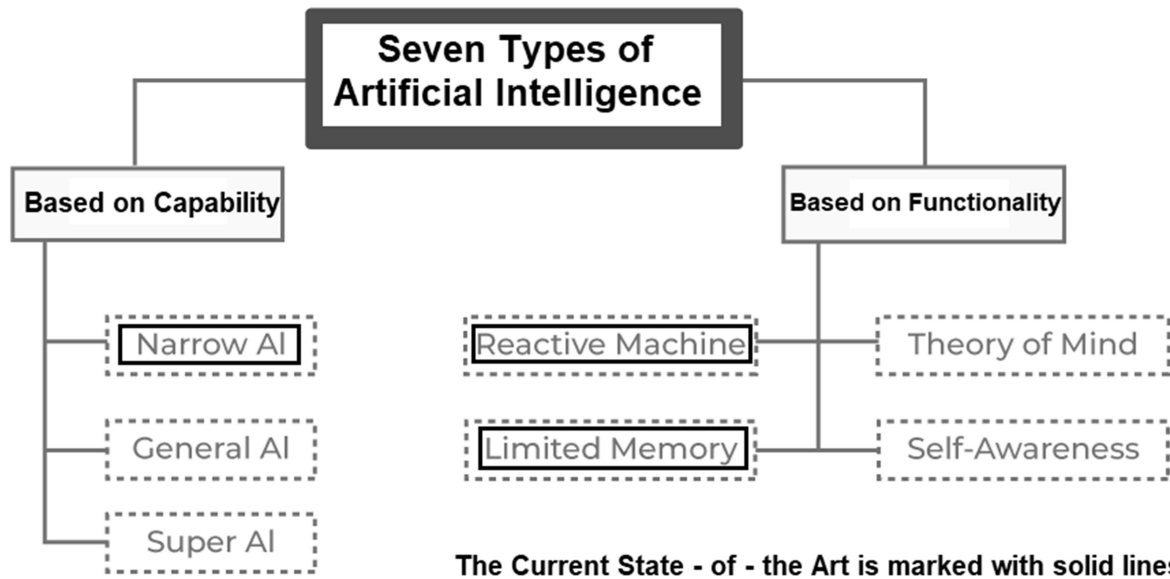 Seven Types of
Artificial Intelligence
Based on Capability
Based on Functionality
Narrow AI
Reactive Machine
Theory of Mind
General AI
Limited Memory
Self-Awareness
Super AI
The Current State - of - the Art is marked with solid lines